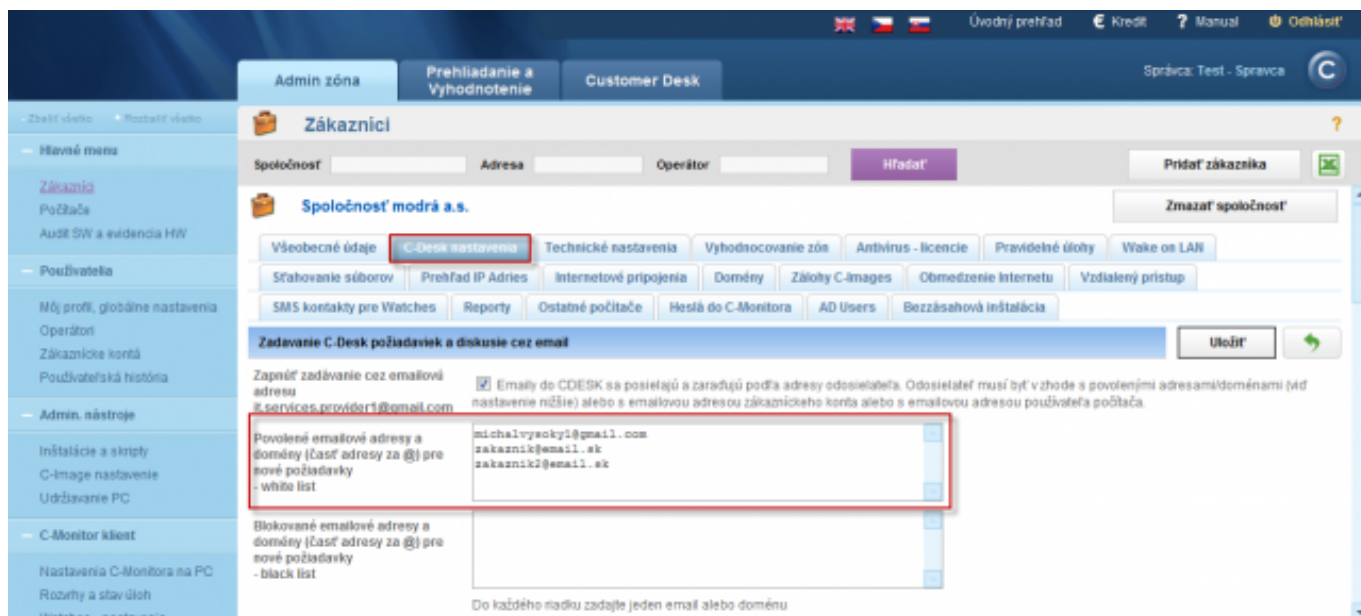 Úvodný prehľad € Kredit ? Manual Odhlásiť
Admin zóna
Prehliadanie a
Vyhodnotenie
Customer Desk
Správca: Test - Spravca
Zbaliť všetko Rozbaliť všetko
Zákazníci
?
Hlavné menu
Spoločnosť Adresa Operátor Hľadať Pridať zákazníka
Zákazníci
Počítače
Audit SW a evidencia HW
Spoločnosť modrá a.s.
Zmazať spoločnosť
Všeobecné údaje C-Desk nastavenia Technické nastavenia Vyhodnocovanie zón Antivírus - licencie Pravidelné úlohy Wake on LAN
Sťahovanie súborov Prehľad IP Adries Internetové pripojenia Domény Zálohy C-Images Obmedzenie Internetu Vzdialený prístup
SMS kontakty pre Watches Reporty Ostatné počítače Heslá do C-Monitora AD Users Bezzásahová inštalácia
Používatelia
Môj profil, globálne nastavenia
Operátori
Zákaznícke kontá
Používateľská história
Zadavanie C-Desk požiadaviek a diskusie cez email
Uložiť
Zapnúť zadávanie cez emailovú
adresu
it.services.provider1@gmail.com
Emaily do CDESK sa posielajú a zaraďujú podľa adresy odosielateľa. Odosielateľ musí byť v zhode s povolenými adresami/doménami (viď
nastavenie nižšie) alebo s emailovou adresou zákazníckeho konta alebo s emailovou adresou používateľa počítača.
Admin. nástroje
Inštalácie a skripty
C-Image nastavenie
Udržiavanie PC
Povolené emailové adresy a
domény (časť adresy za @) pre
nové požiadavky
- white list
michalvysoky1@gmail.com
zakaznik@email.sk
zakaznik2@email.sk
C-Monitor klient
Nastavenia C-Monitora na PC
Rozvrhy a stav úloh
Blokované emailové adresy a
domény (časť adresy za @) pre
nové požiadavky
- black list
Do každého riadku zadajte jeden email alebo doménu